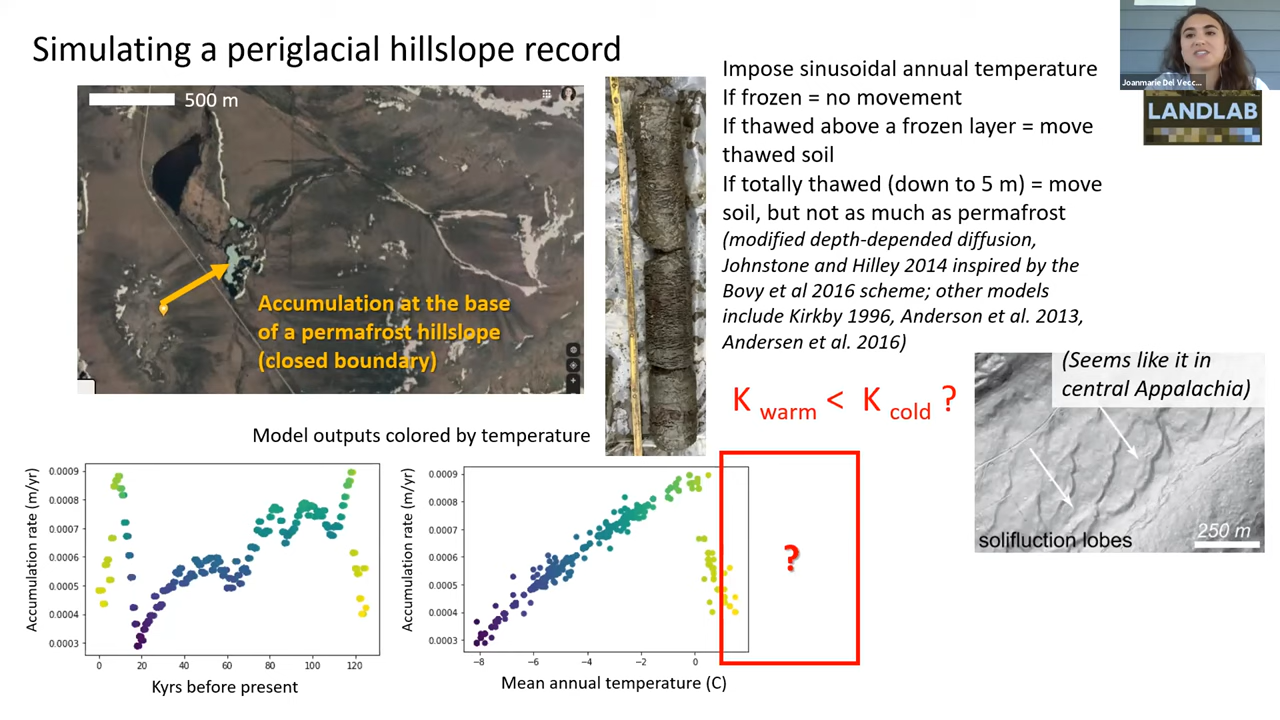 Simulating a periglacial hillslope record
500 m
Accumulation at the base
of a permafrost hillslope
(closed boundary)
Impose sinusoidal annual temperature
If frozen = no movement
If thawed above a frozen layer = move
thawed soil
If totally thawed (down to 5 m) = move
soil, but not as much as permafrost
(modified depth-depended diffusion,
Johnstone and Hilley 2014 inspired by the
Bovy et al 2016 scheme; other models
include Kirkby 1996, Anderson et al. 2013,
Andersen et al. 2016)
Joanmarie Del Vecc...
LANDLAB
K warm < K cold ?
(Seems like it in
central Appalachia)
solifluction lobes
250 m
Model outputs colored by temperature
Accumulation rate (m/yr)
0.0009
0.0008
0.0007
0.0006
0.0005
0.0004
0.0003
0 20 40 60 80 100 120
Kyrs before present
Accumulation rate (m/yr)
0.0009
0.0008
0.0007
0.0006
0.0005
0.0004
0.0003
−8 −6 −4 −2 0
Mean annual temperature (C)
?